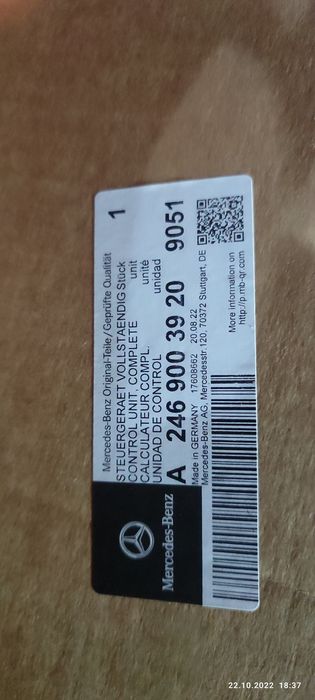 Mercedes-Benz
Mercedes-Benz Original-Teile/Geprüfte Qualität
STEUERGERAET VOLLSTAENDIG Stück 1
CONTROL UNIT, COMPLETE unit
CALCULATEUR COMPL. unité
UNIDAD DE CONTROL unidad
A 246 900 39 20 9051
Made in GERMANY 17608662 20.08.22
Mercedes-Benz AG, Mercedesstr. 120, 70372 Stuttgart, DE
More information on
http://p.mb-qr.com
22.10.2022 18:37